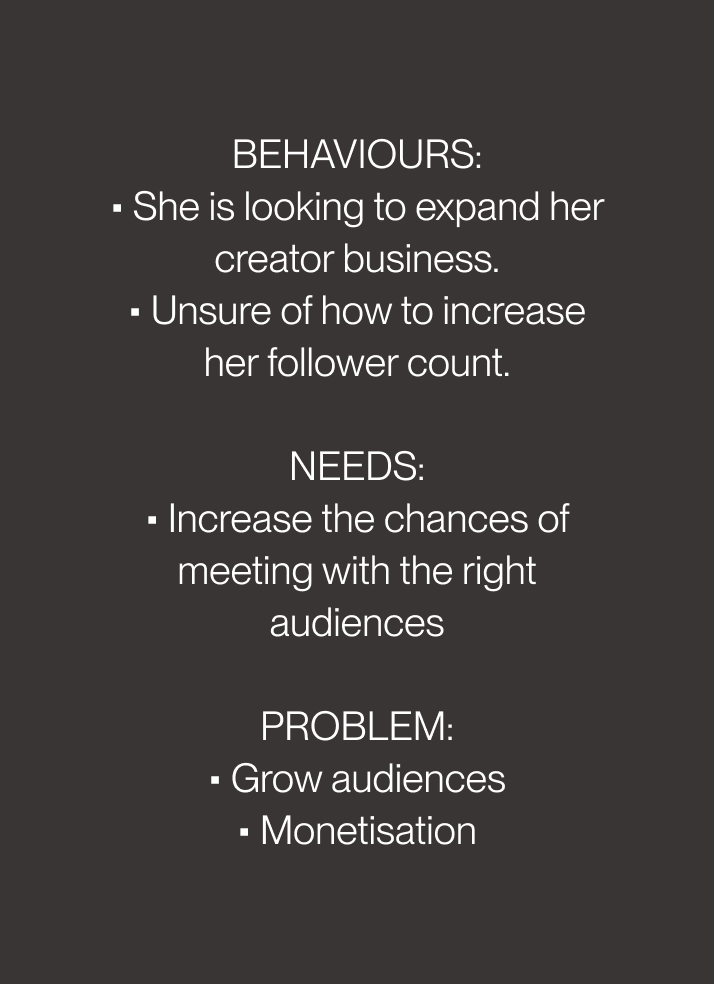 BEHAVIOURS:
▪ She is looking to expand her
creator business.
▪ Unsure of how to increase
her follower count.
NEEDS:
▪ Increase the chances of
meeting with the right
audiences
PROBLEM:
▪ Grow audiences
▪ Monetisation